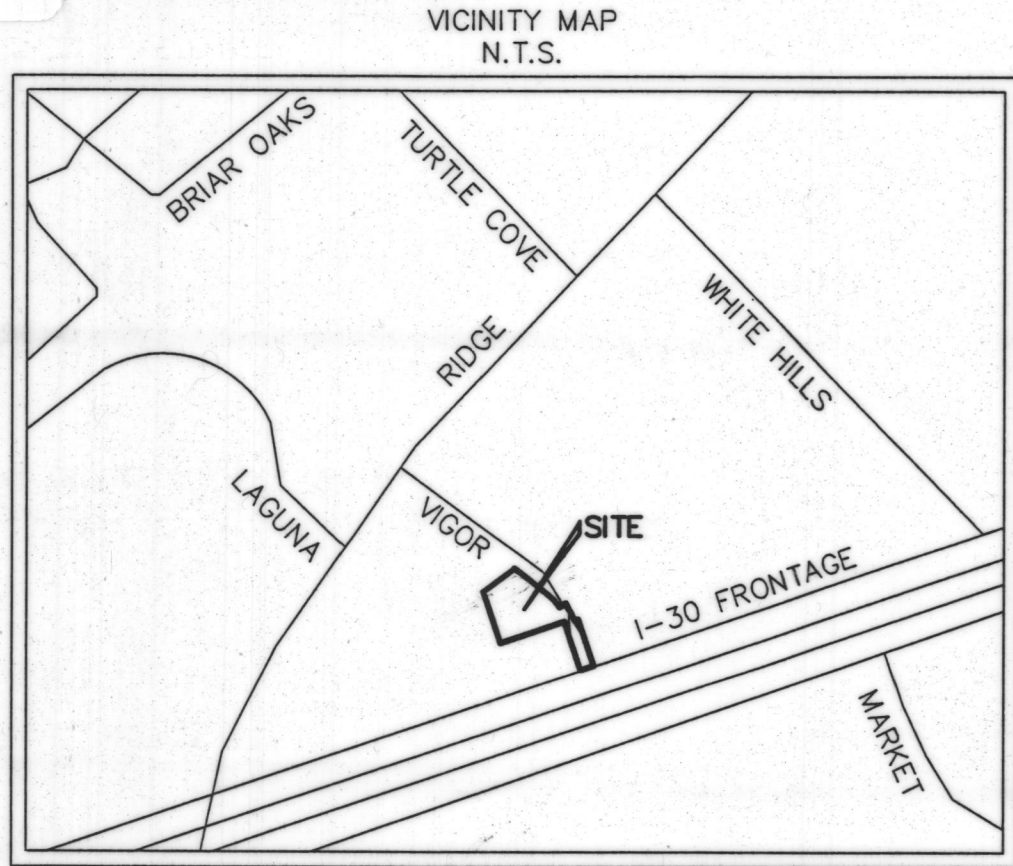 VICINITY MAP
N.T.S.
BRIAR OAKS
TURTLE COVE
WHITE HILLS
RIDGE
LAGUNA
VIGOR
SITE
I-30 FRONTAGE
MARKET